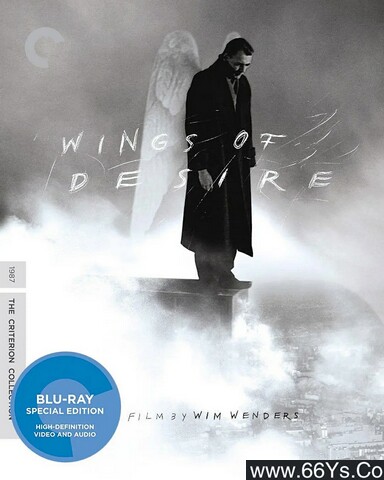 WINGS OF
DESIRE
1987
THE CRITERION COLLECTION
BLU-RAY
SPECIAL EDITION
HIGH-DEFINITION
VIDEO AND AUDIO
FILM BY WIM WENDERS
www.66Ys.Co